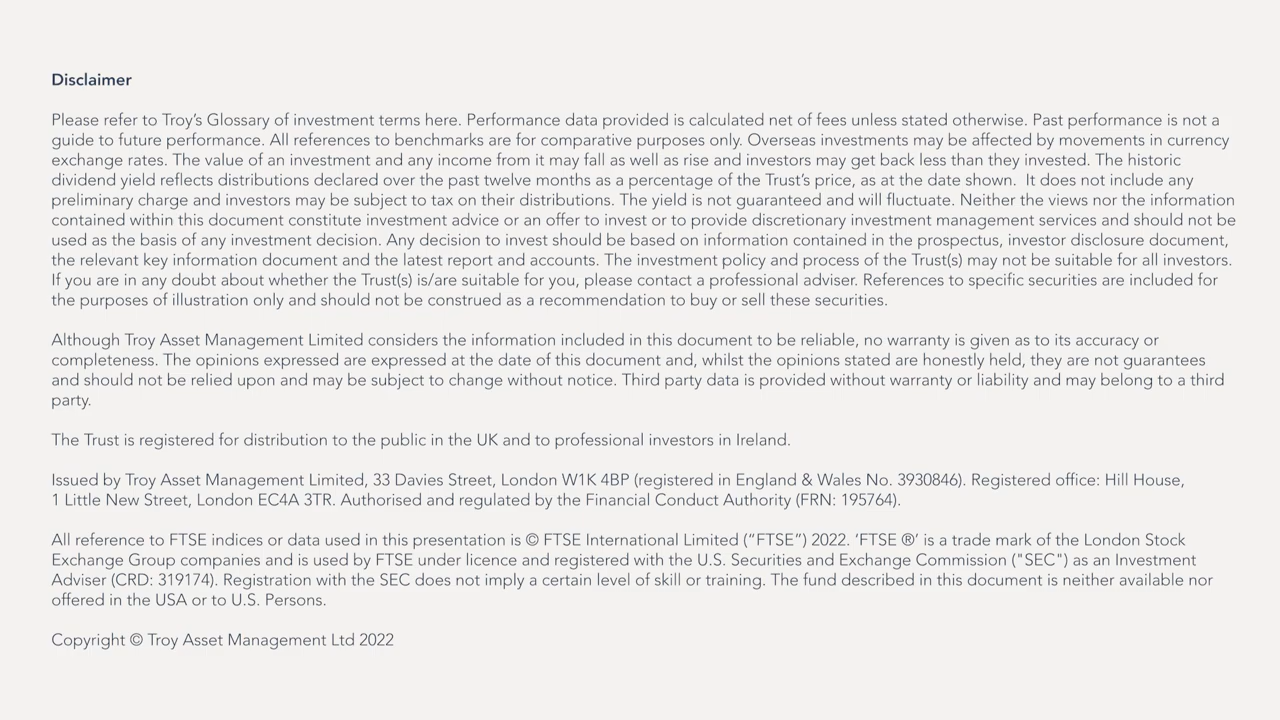 Disclaimer
Please refer to Troy’s Glossary of investment terms here. Performance data provided is calculated net of fees unless stated otherwise. Past performance is not a
guide to future performance. All references to benchmarks are for comparative purposes only. Overseas investments may be affected by movements in currency
exchange rates. The value of an investment and any income from it may fall as well as rise and investors may get back less than they invested. The historic
dividend yield reflects distributions declared over the past twelve months as a percentage of the Trust’s price, as at the date shown.  It does not include any
preliminary charge and investors may be subject to tax on their distributions. The yield is not guaranteed and will fluctuate. Neither the views nor the information
contained within this document constitute investment advice or an offer to invest or to provide discretionary investment management services and should not be
used as the basis of any investment decision. Any decision to invest should be based on information contained in the prospectus, investor disclosure document,
the relevant key information document and the latest report and accounts. The investment policy and process of the Trust(s) may not be suitable for all investors.
If you are in any doubt about whether the Trust(s) is/are suitable for you, please contact a professional adviser. References to specific securities are included for
the purposes of illustration only and should not be construed as a recommendation to buy or sell these securities.
Although Troy Asset Management Limited considers the information included in this document to be reliable, no warranty is given as to its accuracy or
completeness. The opinions expressed are expressed at the date of this document and, whilst the opinions stated are honestly held, they are not guarantees
and should not be relied upon and may be subject to change without notice. Third party data is provided without warranty or liability and may belong to a third
party.
The Trust is registered for distribution to the public in the UK and to professional investors in Ireland.
Issued by Troy Asset Management Limited, 33 Davies Street, London W1K 4BP (registered in England & Wales No. 3930846). Registered office: Hill House,
1 Little New Street, London EC4A 3TR. Authorised and regulated by the Financial Conduct Authority (FRN: 195764).
All reference to FTSE indices or data used in this presentation is © FTSE International Limited (“FTSE”) 2022. ‘FTSE ®’ is a trade mark of the London Stock
Exchange Group companies and is used by FTSE under licence and registered with the U.S. Securities and Exchange Commission ("SEC") as an Investment
Adviser (CRD: 319174). Registration with the SEC does not imply a certain level of skill or training. The fund described in this document is neither available nor
offered in the USA or to U.S. Persons.
Copyright © Troy Asset Management Ltd 2022